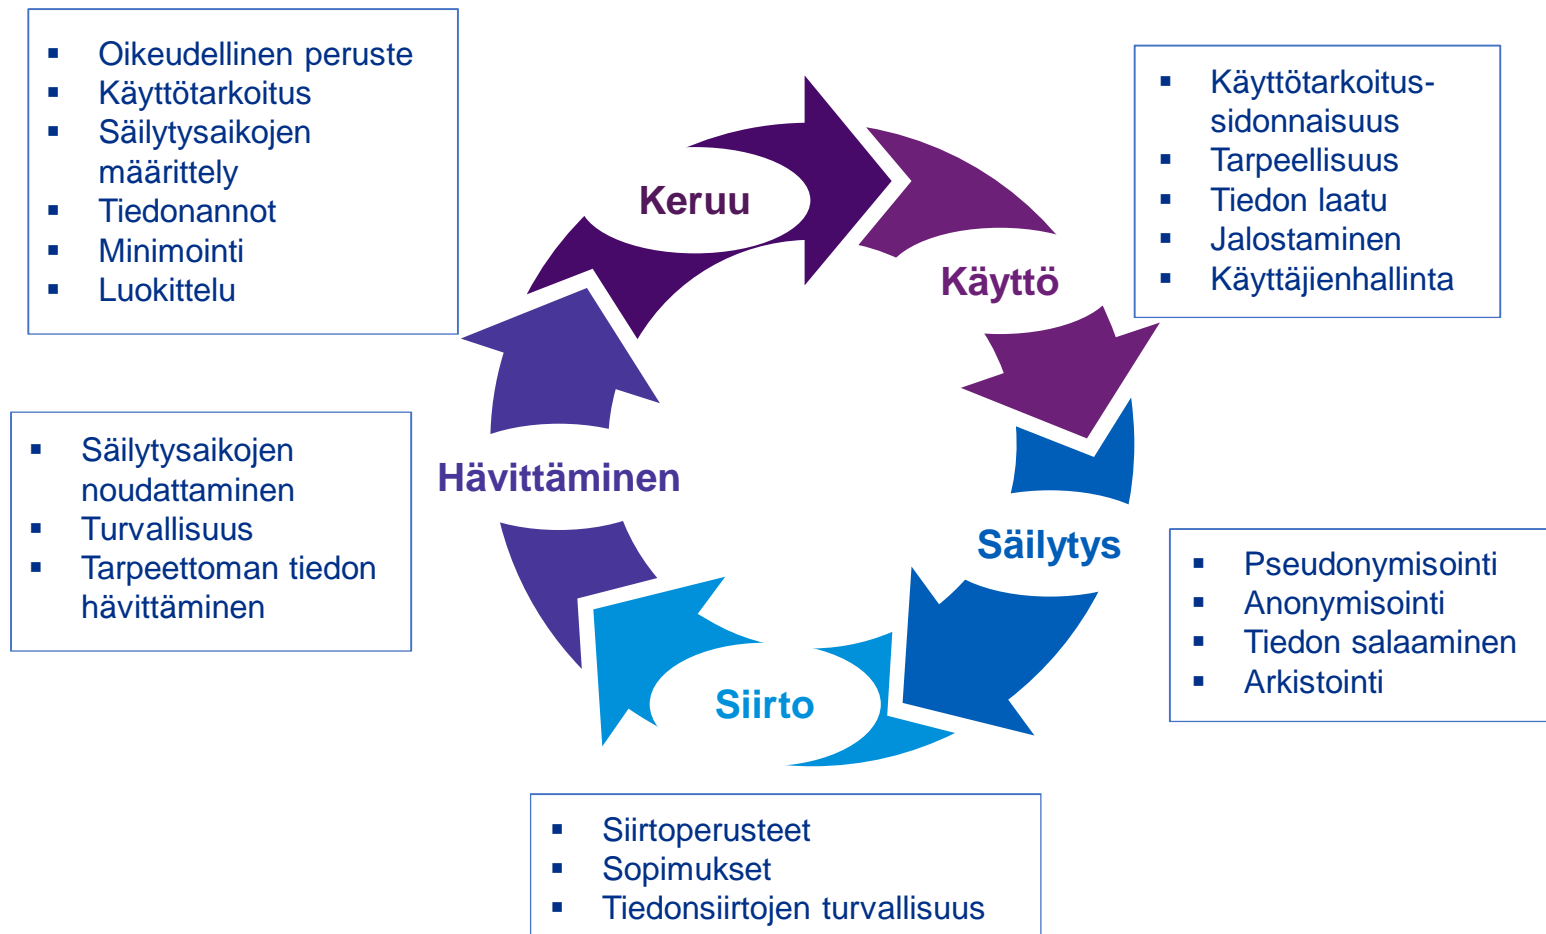 ▪ Oikeudellinen peruste
▪ Käyttötarkoitus
▪ Säilytysaikojen
määrittely
▪ Tiedonannot
▪ Minimointi
▪ Luokittelu
Keruu
▪ Käyttötarkoitus-
sidonnaisuus
▪ Tarpeellisuus
▪ Tiedon laatu
▪ Jalostaminen
▪ Käyttäjienhallinta
Käyttö
Säilytys
▪ Pseudonymisointi
▪ Anonymisointi
▪ Tiedon salaaminen
▪ Arkistointi
Siirto
▪ Siirtoperusteet
▪ Sopimukset
▪ Tiedonsiirtojen turvallisuus
Hävittäminen
▪ Säilytysaikojen
noudattaminen
▪ Turvallisuus
▪ Tarpeettoman tiedon
hävittäminen